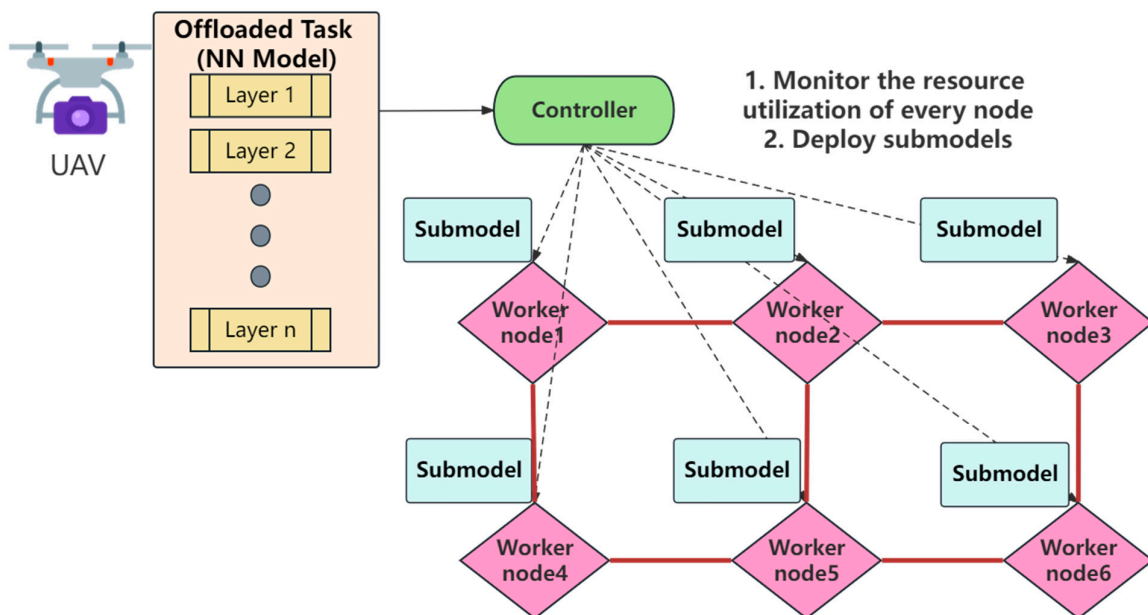 Offloaded Task
(NN Model)
Layer 1
Layer 2
Layer n
UAV
Controller
1. Monitor the resource
utilization of every node
2. Deploy submodels
Submodel
Submodel
Submodel
Worker
node1
Worker
node2
Worker
node3
Submodel
Submodel
Submodel
Worker
node4
Worker
node5
Worker
node6